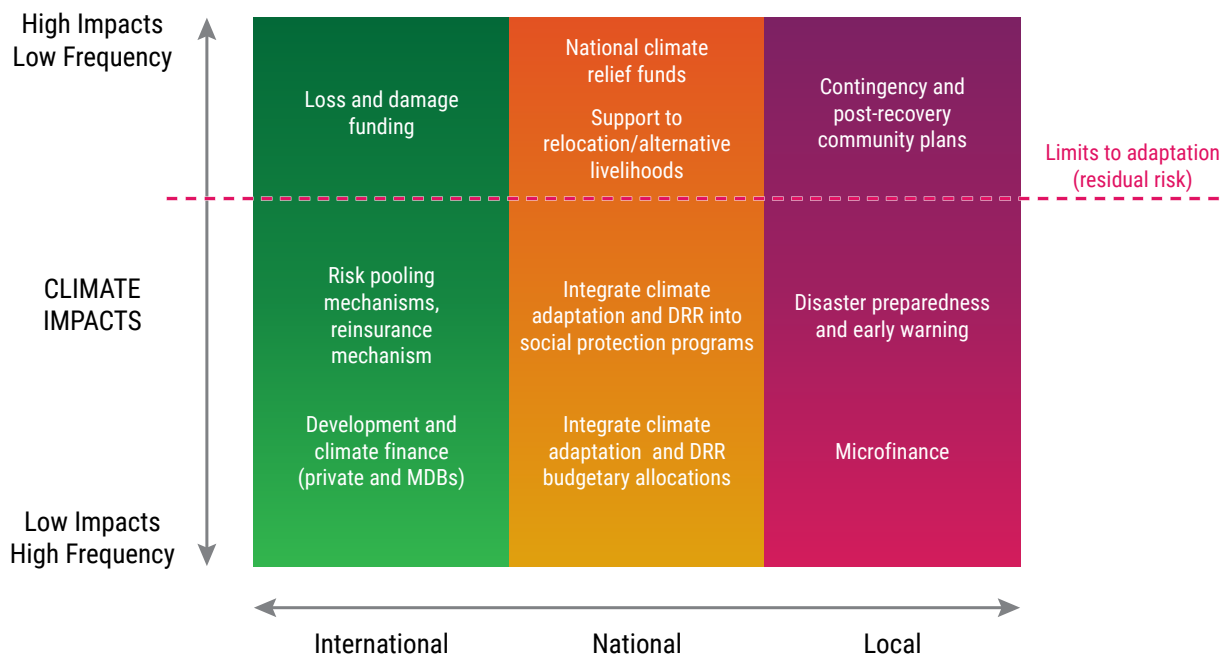 High Impacts
Low Frequency
Loss and damage
funding
National climate
relief funds
Support to
relocation/alternative
livelihoods
Contingency and
post-recovery
community plans
Limits to adaptation
(residual risk)
CLIMATE
IMPACTS
Risk pooling
mechanisms,
reinsurance
mechanism
Integrate climate
adaptation and DRR into
social protection programs
Disaster preparedness
and early warning
Development and
climate finance
(private and MDBs)
Integrate climate
adaptation and DRR
budgetary allocations
Microfinance
Low Impacts
High Frequency
International
National
Local